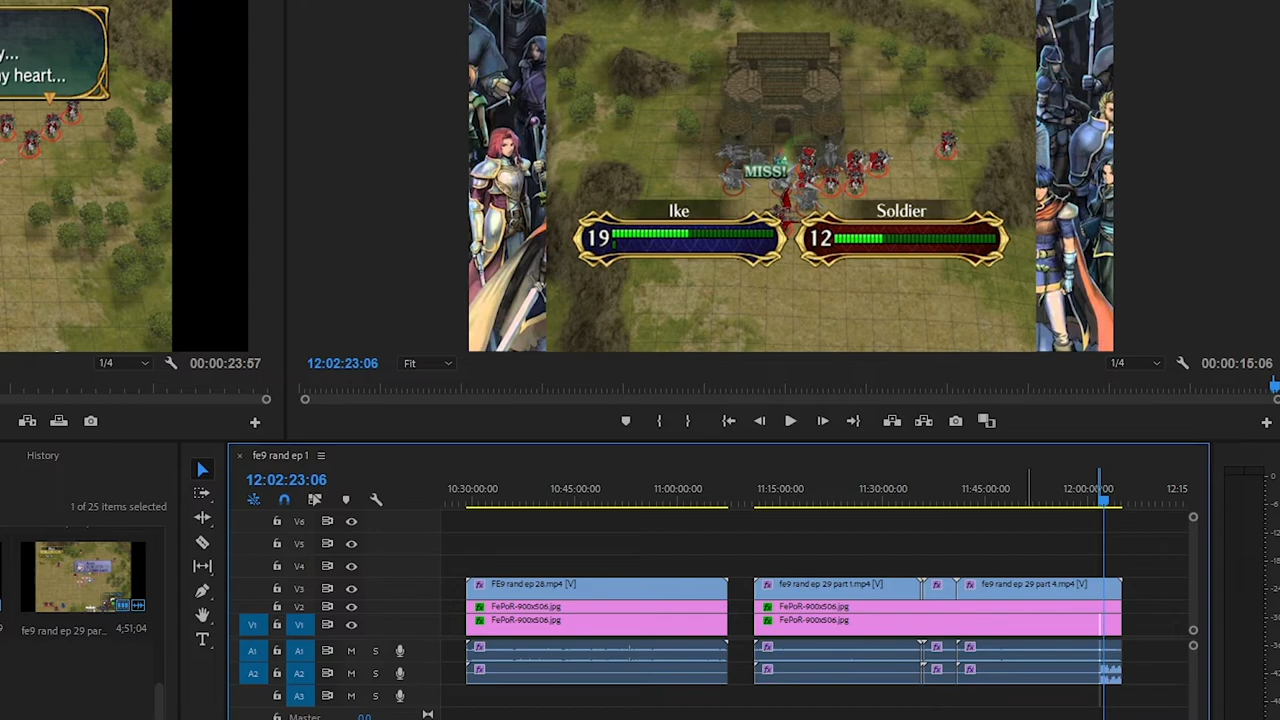 y...
ny heart...
MISS!
Ike
Soldier
19
12
1/4
00:00:23:57
12:02:23:06
Fit
1/4
00:00:15:06
History
fe9 rand ep 1
12:02:23:06
10:30:00:00
10:45:00:00
11:00:00:00
11:15:00:00
11:30:00:00
11:45:00:00
12:00:00:00
12:15
1 of 25 items selected
V6
V5
V4
V3
FE9 rand ep 28.mp4 [V]
fe9 rand ep 29 part 1.mp4 [V]
fe9 rand ep 29 part 4.mp4 [V]
V2
FePoR-900x506.jpg
FePoR-900x506.jpg
V1
V1
FePoR-900x506.jpg
FePoR-900x506.jpg
fe9 rand ep 29 par...
4;51;04
A1
A1
M
S
A2
A2
M
S
A3
M
S
Master
0.0